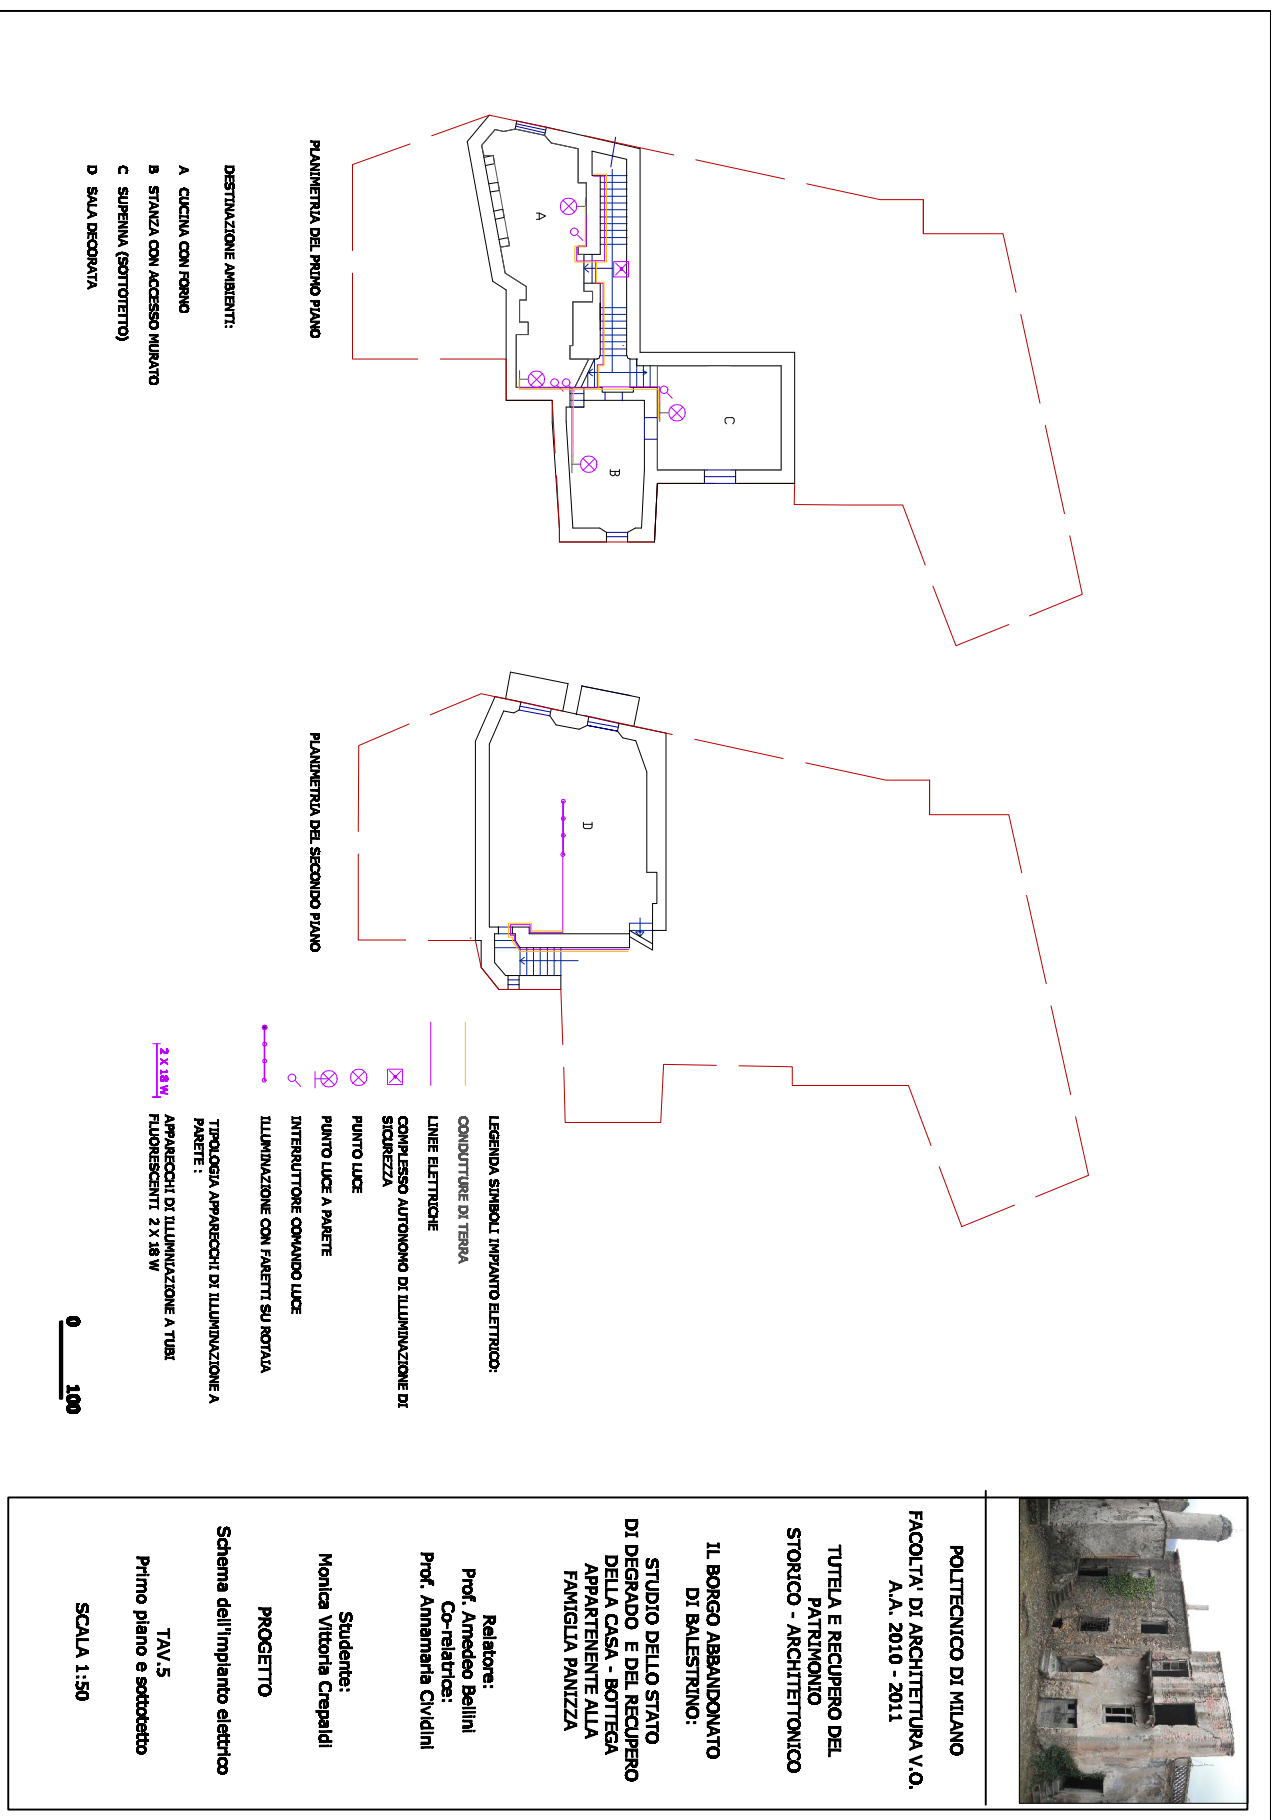 PLANIMETRIA DEL PRIMO PIANO
A
B
C
DESTINAZIONE AMBIENTI:
A CUCINA CON FORNO
B STANZA CON ACCESSO MURATO
C SUPENNA (SOTTOTETTO)
D SALA DECORATA
PLANIMETRIA DEL SECONDO PIANO
D
LEGENDA SIMBOLI IMPIANTO ELETTRICO:
CONDUTTURE DI TERRA
LINEE ELETTRICHE
COMPLESSO AUTONOMO DI ILLUMINAZIONE DI
SICUREZZA
PUNTO LUCE
PUNTO LUCE A PARETE
INTERRUTTORE COMANDO LUCE
ILLUMINAZIONE CON FARETTI SU ROTAIA
TIPOLOGIA APPARECCHI DI ILLUMINAZIONE A
PARETE :
2 X 18 W
APPARECCHI DI ILLUMNIAZIONE A TUBI
FLUORESCENTI 2 X 18 W
0 100
POLITECNICO DI MILANO
FACOLTA' DI ARCHITETTURA V.O.
A.A. 2010 - 2011
TUTELA E RECUPERO DEL
PATRIMONIO
STORICO - ARCHITETTONICO
IL BORGO ABBANDONATO
DI BALESTRINO:
STUDIO DELLO STATO
DI DEGRADO E DEL RECUPERO
DELLA CASA - BOTTEGA
APPARTENENTE ALLA
FAMIGLIA PANIZZA
Relatore:
Prof. Amedeo Bellini
Co-relatrice:
Prof. Annamaria Cividini
Studente:
Monica Vittoria Crepaldi
PROGETTO
Schema dell'impianto elettrico
TAV.5
Primo piano e sottotetto
SCALA 1:50